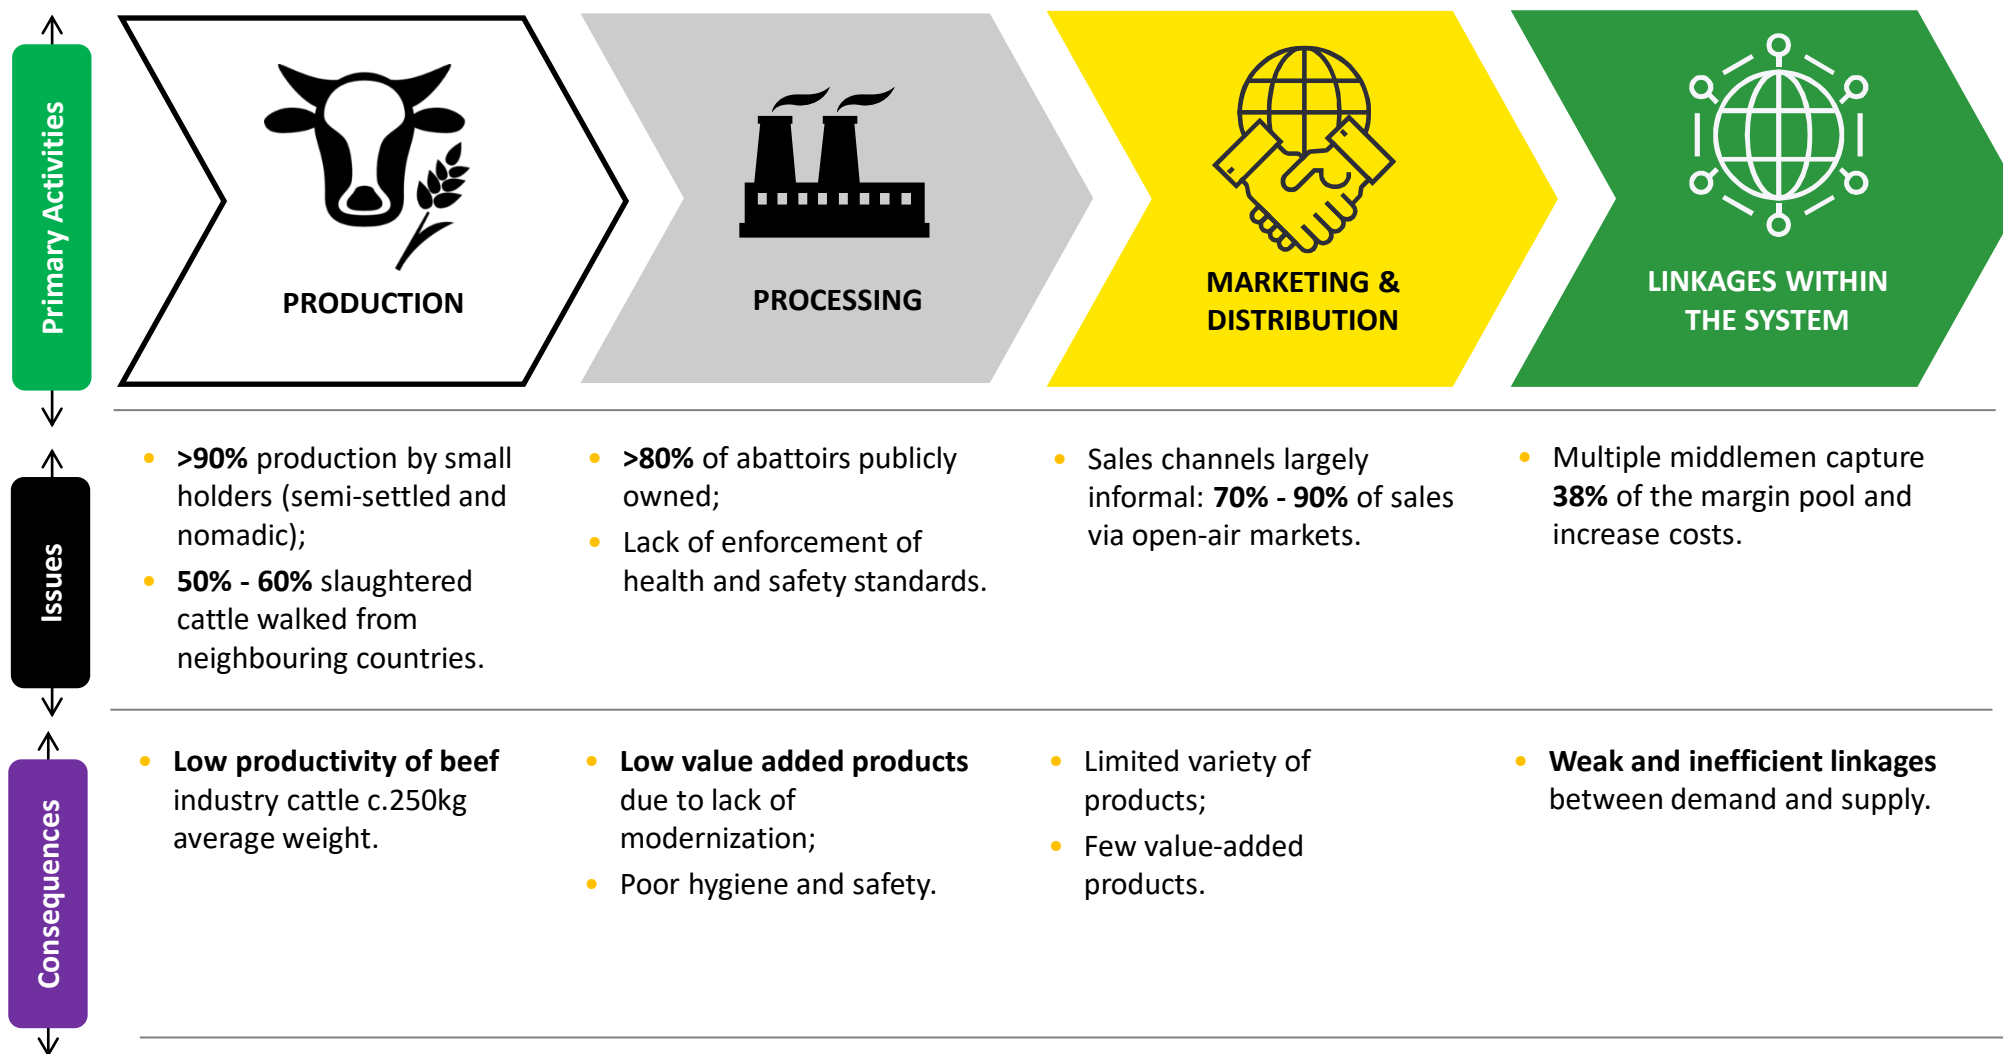 Primary Activities
PRODUCTION
PROCESSING
MARKETING &
DISTRIBUTION
LINKAGES WITHIN
THE SYSTEM
Issues
• >90% production by small
holders (semi-settled and
nomadic);
• 50% - 60% slaughtered
cattle walked from
neighbouring countries.
• >80% of abattoirs publicly
owned;
• Lack of enforcement of
health and safety standards.
• Sales channels largely
informal: 70% - 90% of sales
via open-air markets.
• Multiple middlemen capture
38% of the margin pool and
increase costs.
Consequences
• Low productivity of beef
industry cattle c.250kg
average weight.
• Low value added products
due to lack of
modernization;
• Poor hygiene and safety.
• Limited variety of
products;
• Few value-added
products.
• Weak and inefficient linkages
between demand and supply.